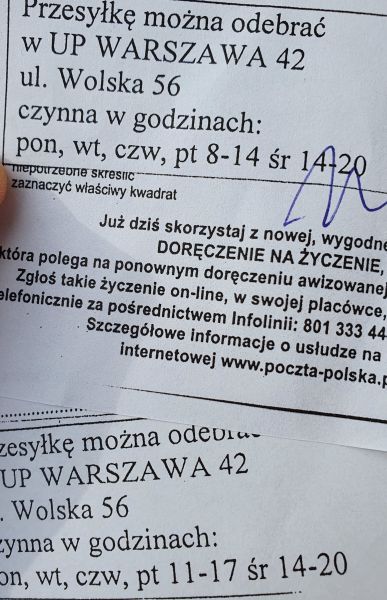 Przesyłkę można odebrać
w UP WARSZAWA 42
ul. Wolska 56
czynna w godzinach:
pon, wt, czw, pt 8-14 śr 14-20
niepotrzebne skreślić
zaznaczyć właściwy kwadrat
Już dziś skorzystaj z nowej, wygodne
DORĘCZENIE NA ŻYCZENIE,
która polega na ponownym doręczeniu awizowanej
Zgłoś takie życzenie on-line, w swojej placówce,
elefonicznie za pośrednictwem Infolinii: 801 333 44
Szczegółowe informacje o usłudze na
internetowej www.poczta-polska.p
rzesyłkę można odebrać
UP WARSZAWA 42
. Wolska 56
zynna w godzinach:
on, wt, czw, pt 11-17 śr 14-20